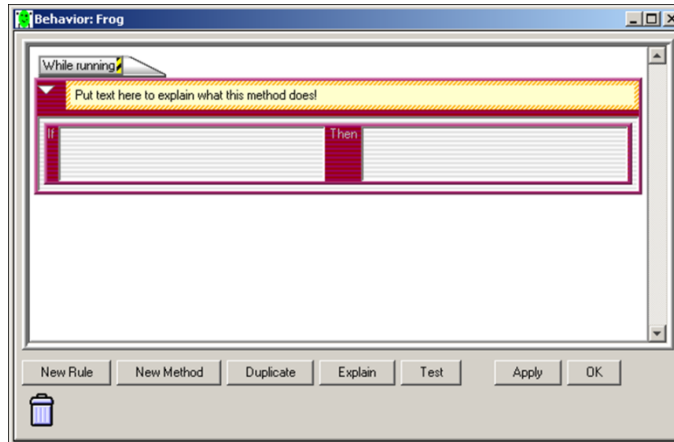 Behavior: Frog
While running
Put text here to explain what this method does!
If Then
New Rule New Method Duplicate Explain Test Apply OK